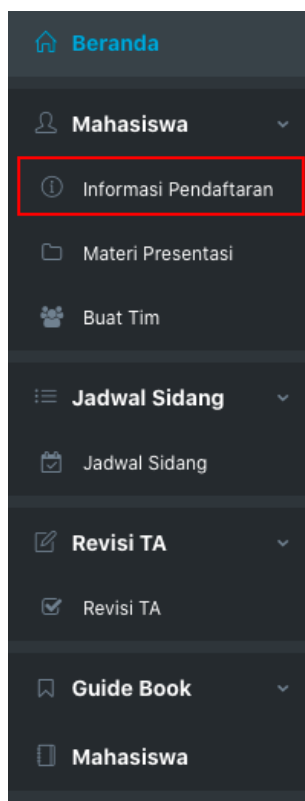 Beranda
Mahasiswa
Informasi Pendaftaran
Materi Presentasi
Buat Tim
Jadwal Sidang
Jadwal Sidang
Revisi TA
Revisi TA
Guide Book
Mahasiswa